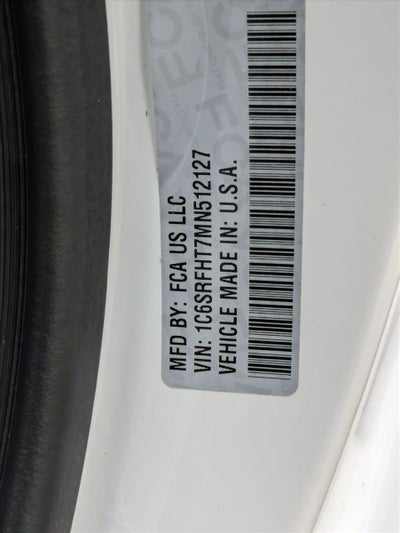 MFD BY: FCA US LLC
VIN: 1C6SRFHT7MN512127
VEHICLE MADE IN: U.S.A.